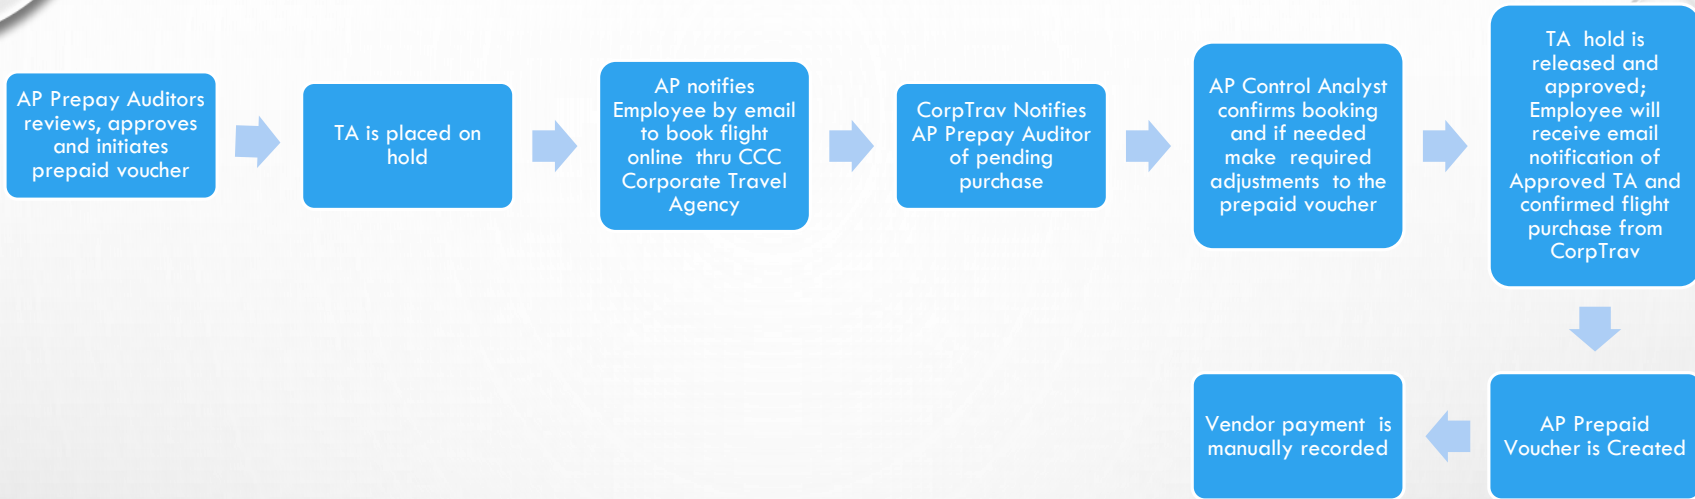 AP Prepay Auditors
reviews, approves
and initiates
prepaid voucher
TA is placed on
hold
AP notifies
Employee by email
to book flight
online thru CCC
Corporate Travel
Agency
CorpTrav Notifies
AP Prepay Auditor
of pending
purchase
AP Control Analyst
confirms booking
and if needed
make required
adjustments to the
prepaid voucher
TA hold is
released and
approved;
Employee will
receive email
notification of
Approved TA and
confirmed flight
purchase from
CorpTrav
AP Prepaid
Voucher is Created
Vendor payment is
manually recorded